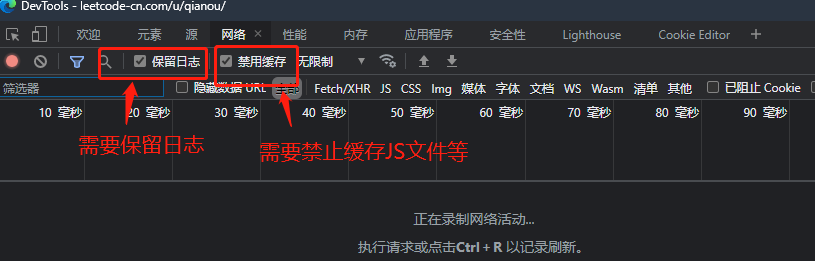 DevTools - leetcode-cn.com/u/qianou/
欢迎 元素 源 网络 × 性能 内存 应用程序 安全性 Lighthouse Cookie Editor +
保留日志 禁用缓存 无限制
筛选器 隐藏数据 URL 全部 Fetch/XHR JS CSS Img 媒体 字体 文档 WS Wasm 清单 其他 已阻止 Cookie
10 毫秒 20 毫秒 30 毫秒 40 毫秒 50 毫秒 60 毫秒 70 毫秒 80 毫秒 90 毫秒
需要保留日志
需要禁止缓存JS文件等
正在录制网络活动...
执行请求或点击Ctrl + R 以记录刷新。